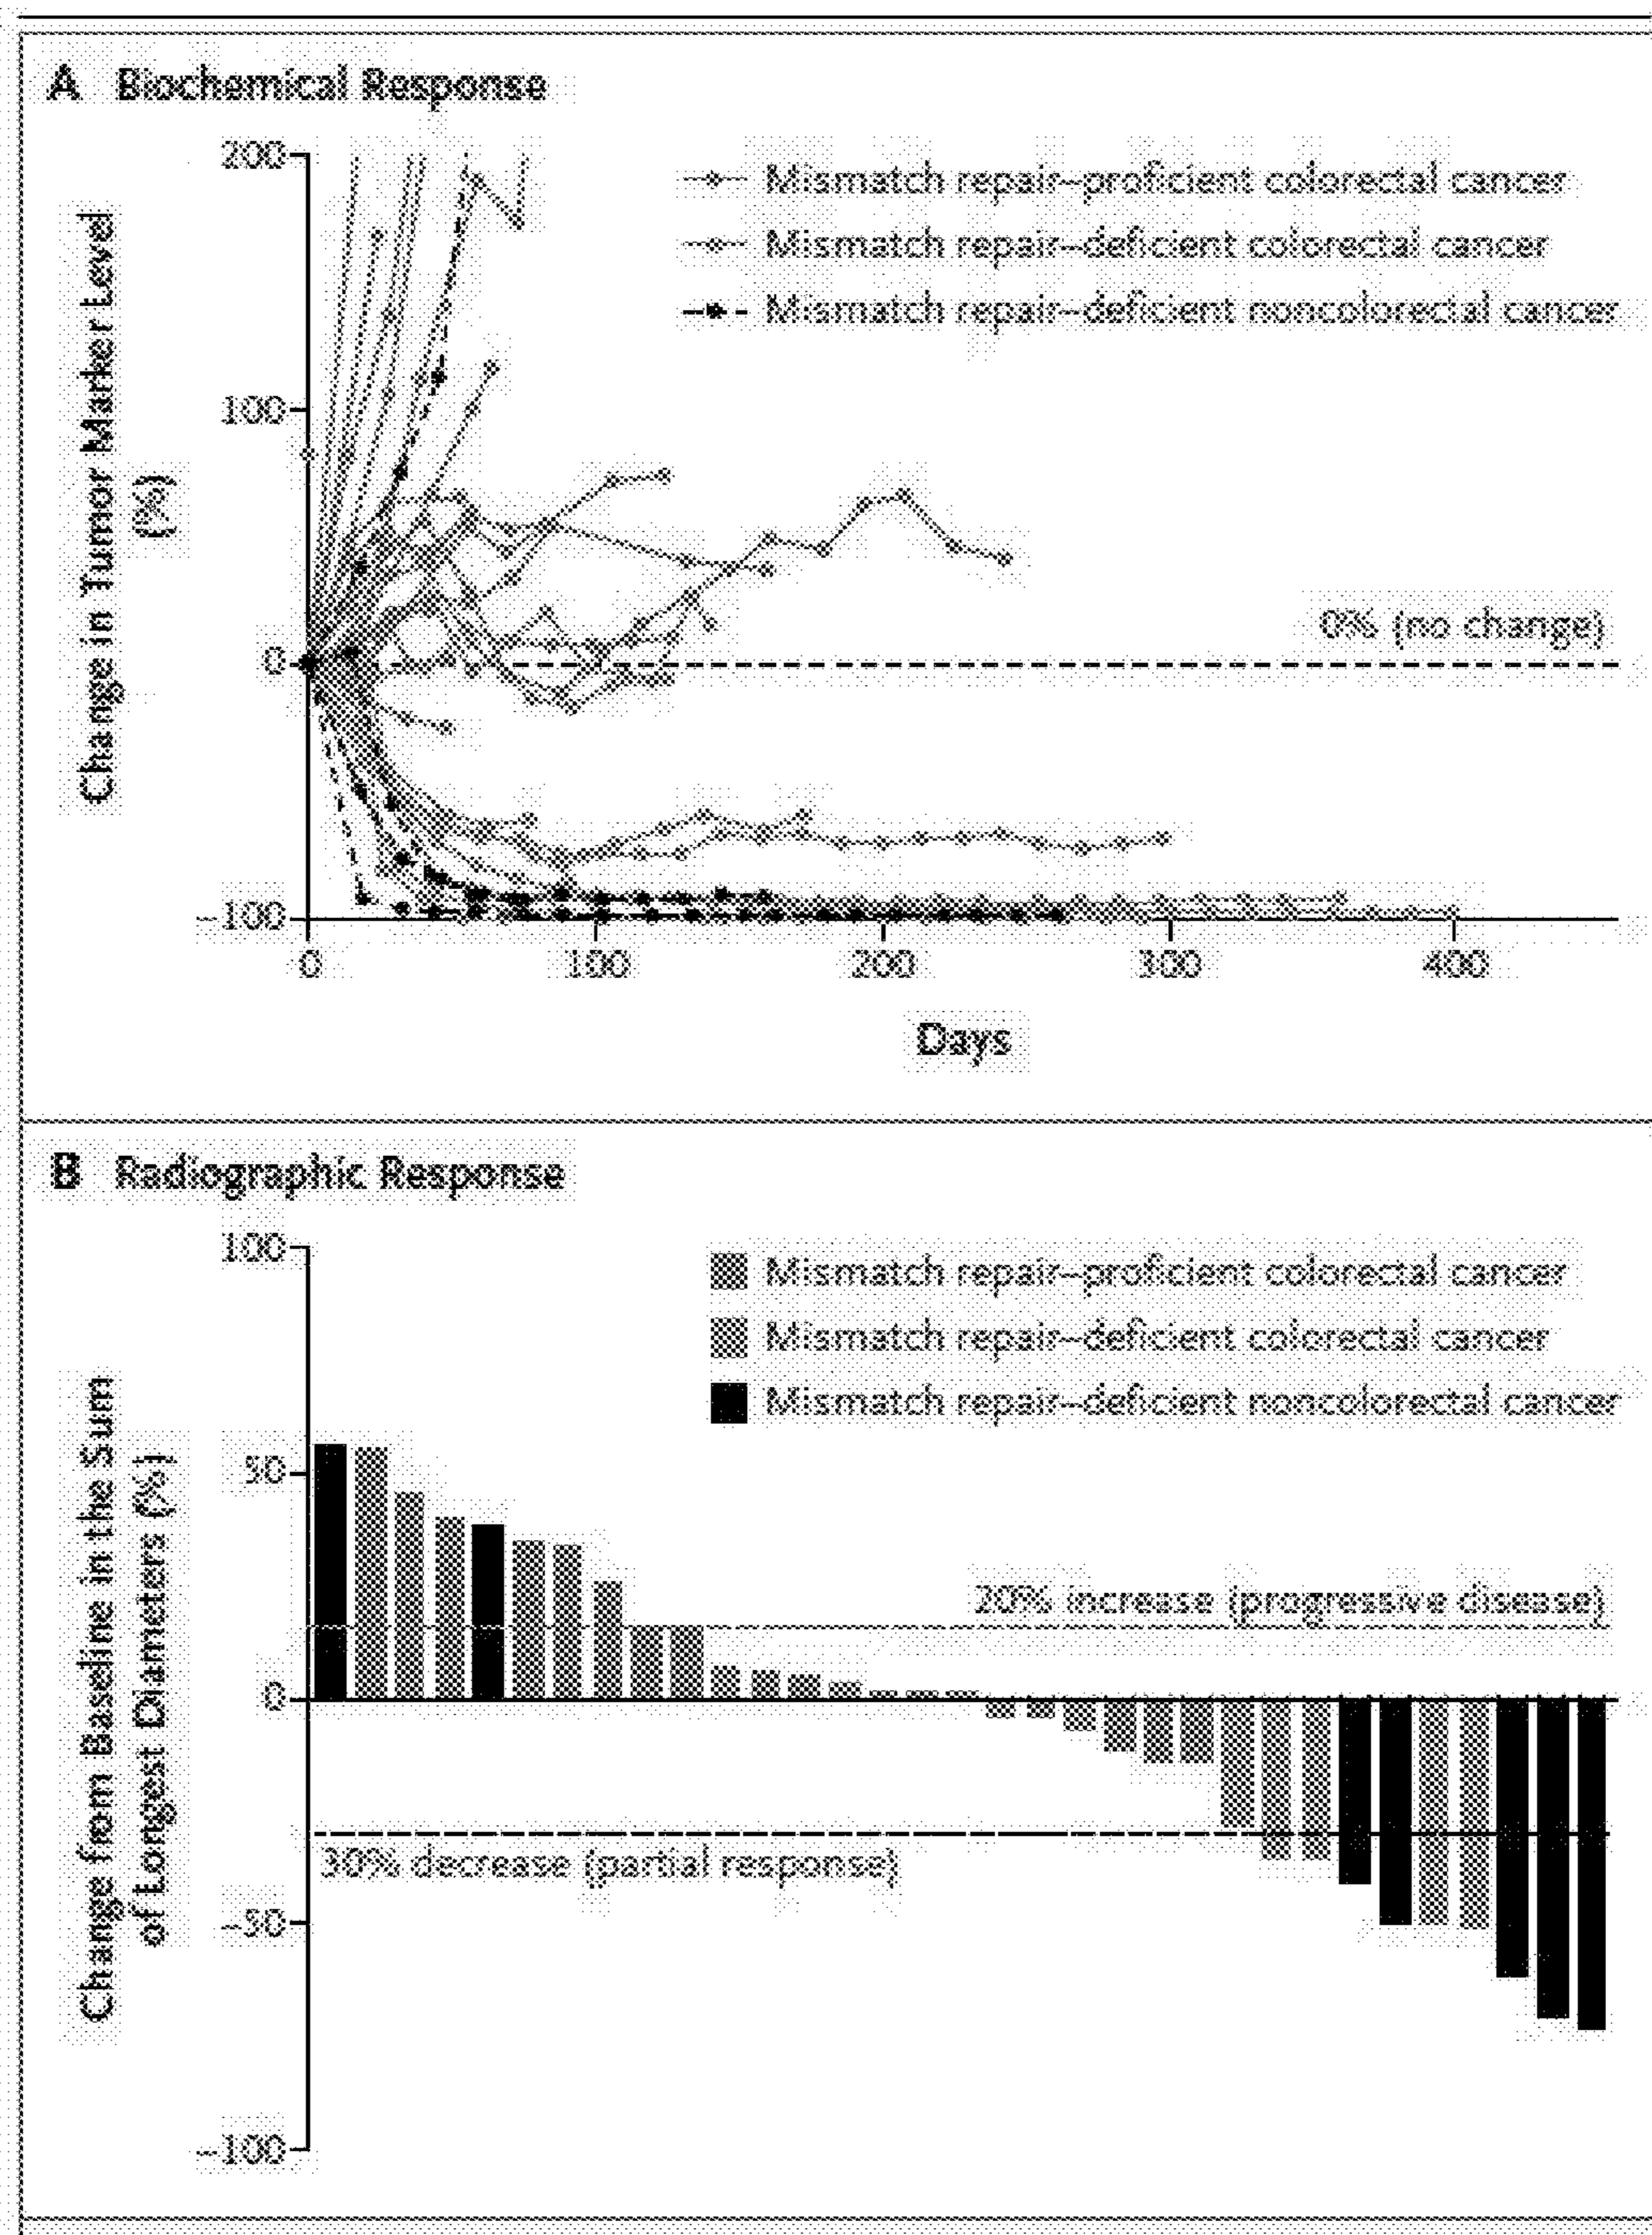 A Biochemical Response
Change in Tumor Marker Level
(%)
200
100
0
–100
Mismatch repair–proficient colorectal cancer
Mismatch repair–deficient colorectal cancer
Mismatch repair–deficient noncolorectal cancer
0% (no change)
0
100
200
300
400
Days
B Radiographic Response
Change from Baseline in the Sum
of Longest Diameters (%)
100
50
0
–50
–100
Mismatch repair–proficient colorectal cancer
Mismatch repair–deficient colorectal cancer
Mismatch repair–deficient noncolorectal cancer
20% increase (progressive disease)
30% decrease (partial response)